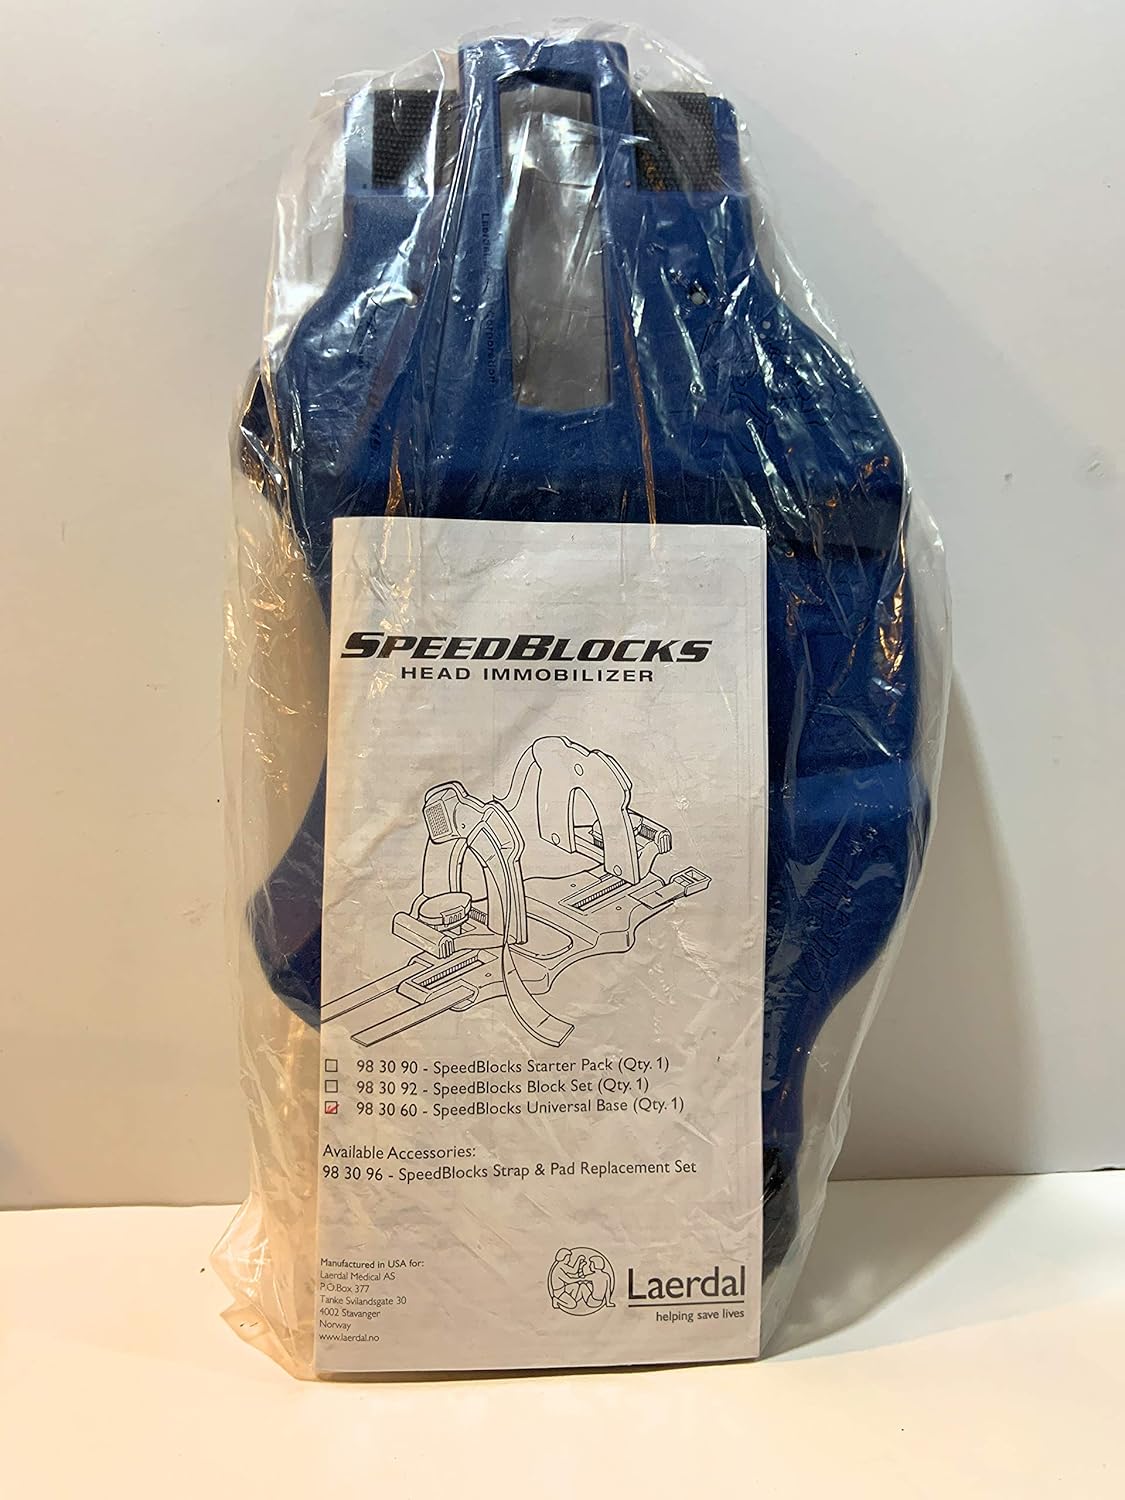 SPEEDBLOCKS
HEAD IMMOBILIZER
98 30 90 - SpeedBlocks Starter Pack (Qty. 1)
98 30 92 - SpeedBlocks Block Set (Qty. 1)
98 30 60 - SpeedBlocks Universal Base (Qty. 1)
Available Accessories:
98 30 96 - SpeedBlocks Strap & Pad Replacement Set
Manufactured in USA for:
Laerdal Medical AS
P.O.Box 377
Tanke Svilandsgate 30
4002 Stavanger
Norway
www.laerdal.no
Laerdal
helping save lives